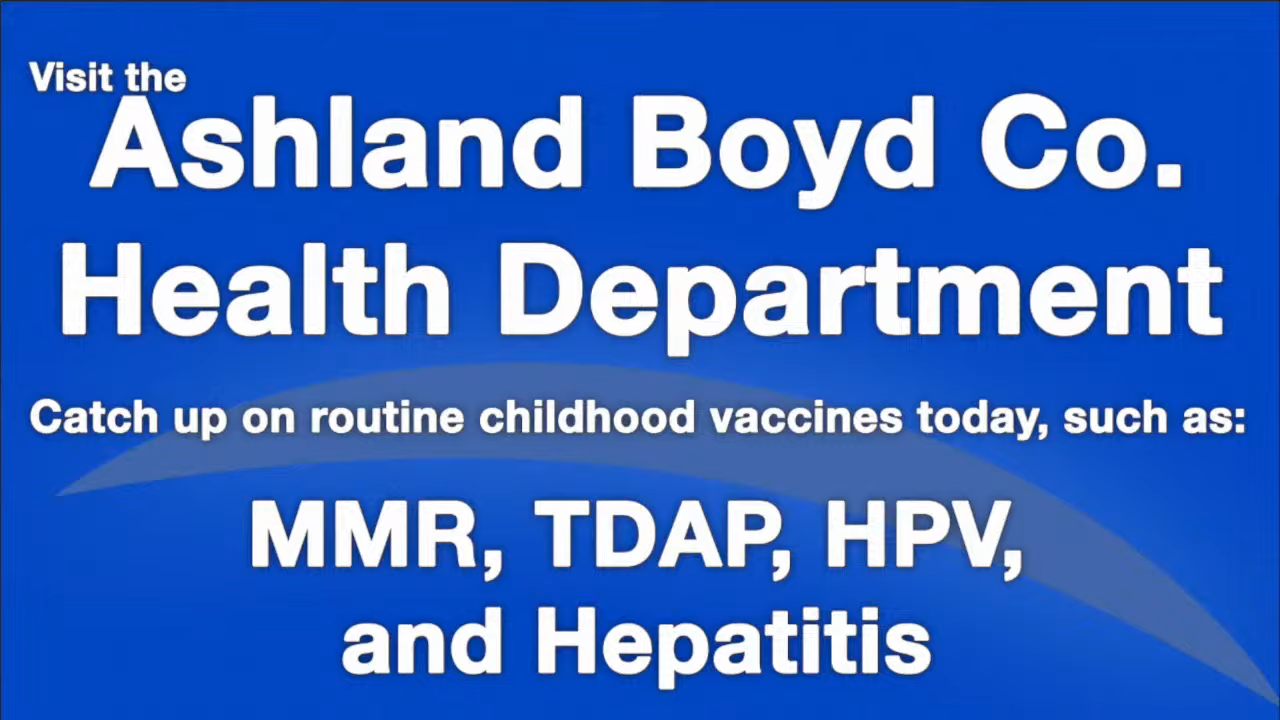 Visit the
Ashland Boyd Co.
Health Department
Catch up on routine childhood vaccines today, such as:
MMR, TDAP, HPV,
and Hepatitis